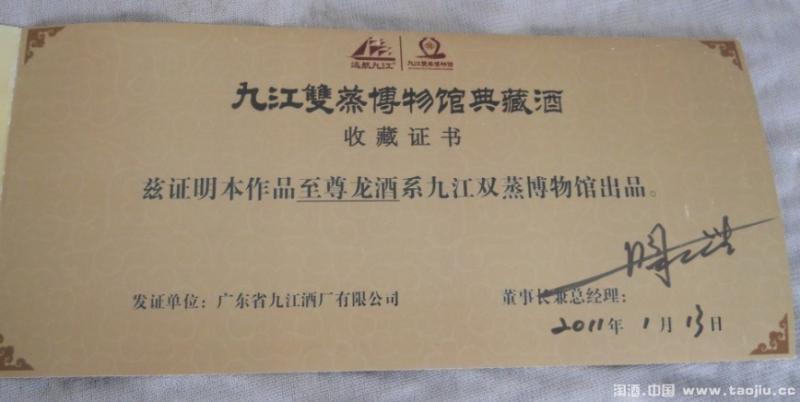 远航九江
九江雙蒸博物馆
九江雙蒸博物馆典藏酒
收藏证书
兹证明本作品至尊龙酒系九江双蒸博物馆出品。
发证单位：广东省九江酒厂有限公司
董事长兼总经理：
2011年1月13日
淘酒.中国 www.taojiu.cc